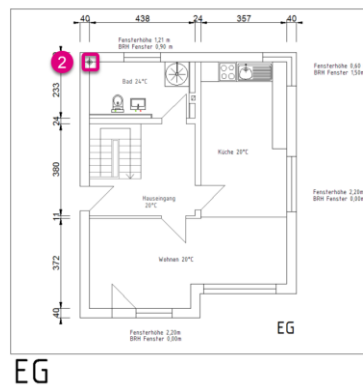 40 438 24 357 40
Fensterhöhe 1,21 m
BRH Fenster 0,90 m
2
Fensterhöhe 0,60
BRH Fenster 1,50m
Bad 24°C
233
24
380
Küche 20°C
Hauseingang
20°C
Fensterhöhe 2,20m
BRH Fenster 0,00m
11
372
Wohnen 20°C
40
EG
Fensterhöhe 2,20m
BRH Fenster 0,00m
EG